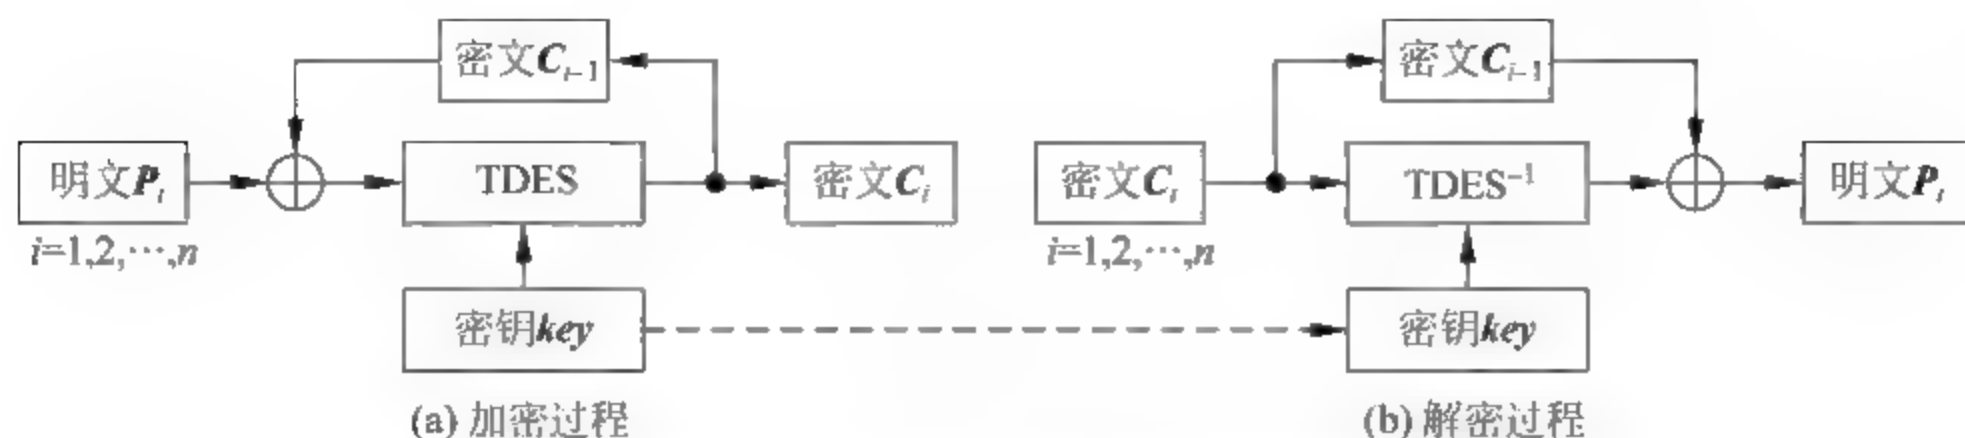 密文C_{i-1}
明文P_i
i=1,2,⋯,n
TDES
密文C_i
密钥key
(a) 加密过程
密文C_{i-1}
密文C_i
i=1,2,⋯,n
TDES^{-1}
明文P_i
密钥key
(b) 解密过程